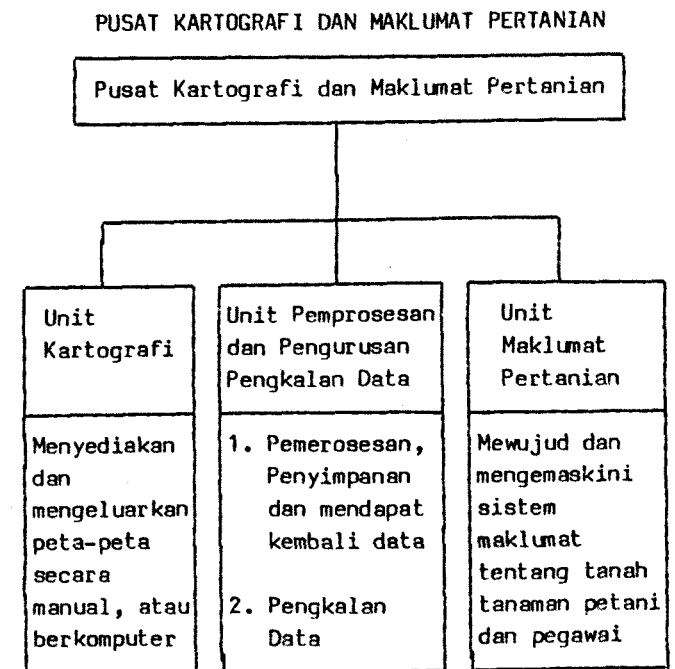 PUSAT KARTOGRAFI DAN MAKLUMAT PERTANIAN
Pusat Kartografi dan Maklumat Pertanian
Unit
Kartografi
Menyediakan
dan
mengeluarkan
peta-peta
secara
manual, atau
berkomputer
Unit Pemprosesan
dan Pengurusan
Pengkalan Data
1. Pemerosesan,
Penyimpanan
dan mendapat
kembali data
2. Pengkalan
Data
Unit
Maklumat
Pertanian
Mewujud dan
mengemaskini
sistem
maklumat
tentang tanah
tanaman petani
dan pegawai